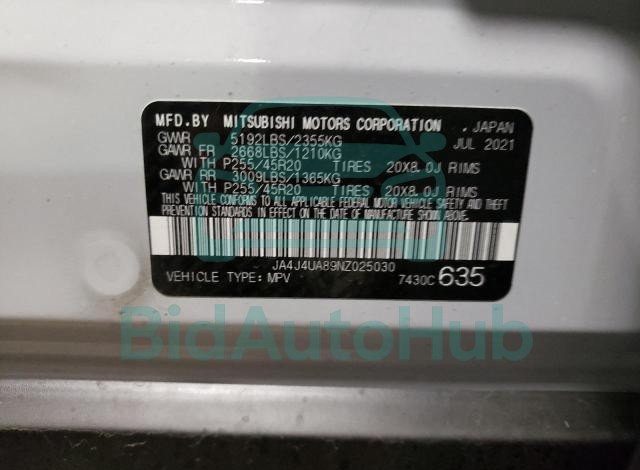 MFD.BY MITSUBISHI MOTORS CORPORATION , JAPAN
GVWR 5192LBS/2355KG JUL 2021
GAWR FR 2668LBS/1210KG
WITH P255/45R20 TIRES 20X8.0J RIMS
GAWR RR 3009LBS/1365KG
WITH P255/45R20 TIRES 20X8.0J RIMS
THIS VEHICLE CONFORMS TO ALL APPLICABLE FEDERAL MOTOR VEHICLE SAFETY AND THEFT
PREVENTION STANDARDS IN EFFECT ON THE DATE OF MANUFACTURE SHOWN ABOVE.
JA4J4UA89NZ025030
VEHICLE TYPE: MPV 7430C 635
BidAutoHub